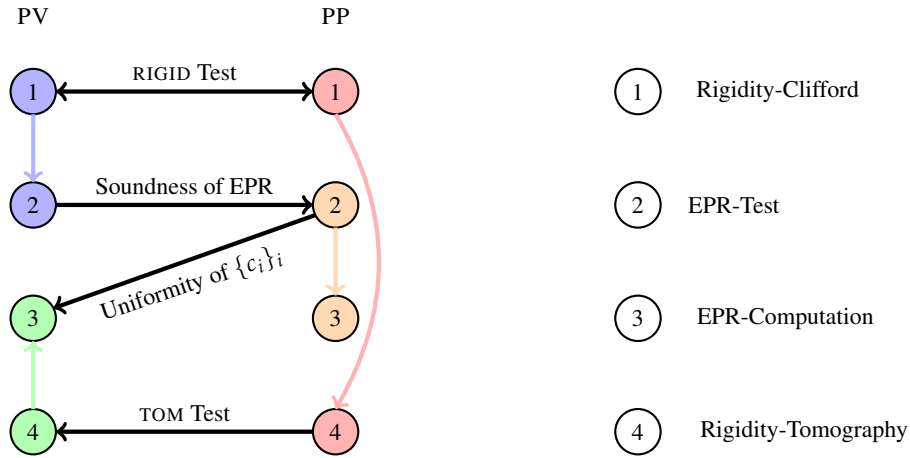 PV PP
1 RIGID Test 1 1 Rigidity-Clifford
2 Soundness of EPR 2 2 EPR-Test
Uniformity of {c_i}_i
3 3 3 EPR-Computation
4 TOM Test 4 4 Rigidity-Tomography